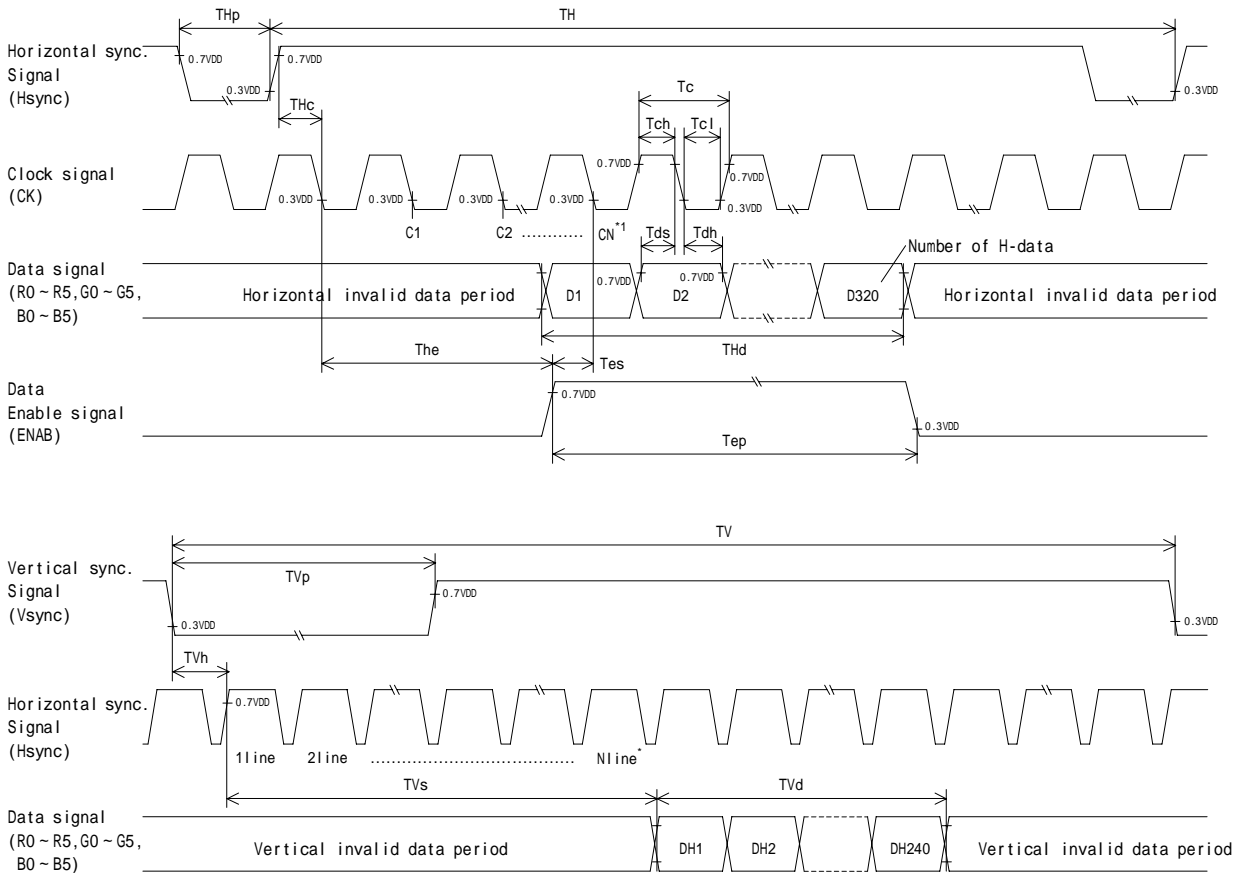 THp
TH
Horizontal sync.
Signal
(Hsync)
0.7VDD
0.7VDD
0.3VDD
0.3VDD
THc
Tc
Tch
Tcl
Clock signal
(CK)
0.7VDD
0.7VDD
0.3VDD
0.3VDD
0.3VDD
0.3VDD
0.3VDD
C1
C2
............
CN*1
Tds
Tdh
Number of H-data
Data signal
(R0~R5,G0~G5,
B0~B5)
Horizontal invalid data period
D1
0.7VDD
D2
0.7VDD
D320
Horizontal invalid data period
THd
The
Tes
Data
Enable signal
(ENAB)
0.7VDD
0.3VDD
Tep
TV
TVp
Vertical sync.
Signal
(Vsync)
0.7VDD
0.3VDD
0.3VDD
TVh
Horizontal sync.
Signal
(Hsync)
0.7VDD
1line
2line
.....................................
Nline*
TVs
TVd
Data signal
(R0~R5,G0~G5,
B0~B5)
Vertical invalid data period
DH1
DH2
DH240
Vertical invalid data period